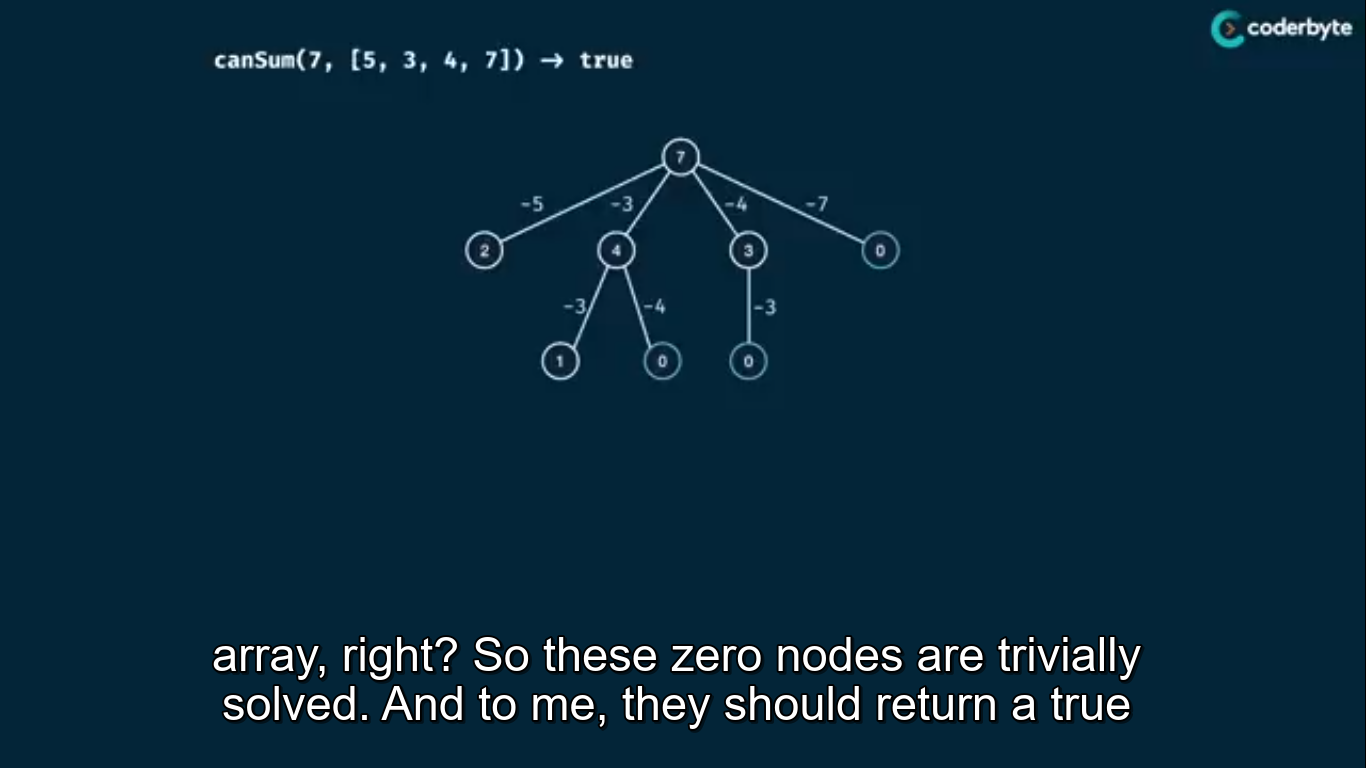 coderbyte
canSum(7, [5, 3, 4, 7]) → true
7
-5 -3 -4 -7
2 4 3 0
-3 -4 -3
1 0 0
array, right? So these zero nodes are trivially
solved. And to me, they should return a true